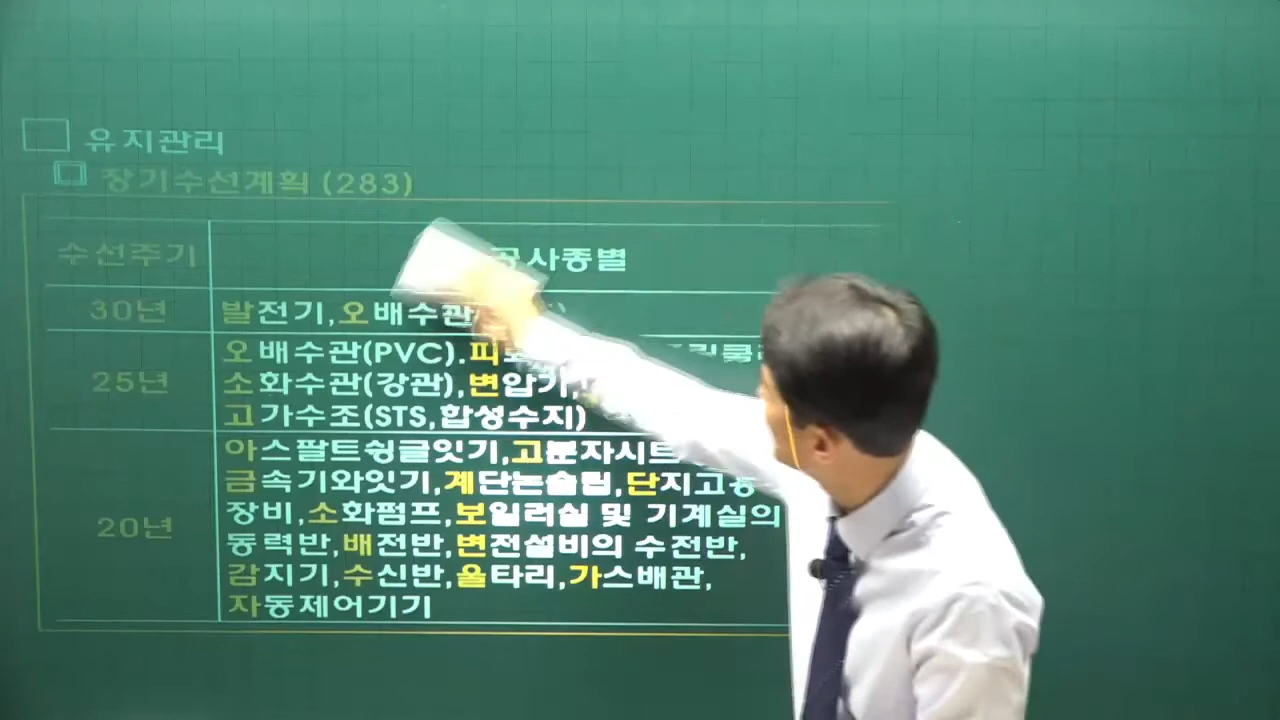 유지관리
장기수선계획 (283)
수선주기 공사종별
30년 발전기,오배수관
25년 오배수관(PVC).피
소화수관(강관),변압기,
고가수조(STS,합성수지)
20년 아스팔트슁글잇기,고분자시트
금속기와잇기,계단논슬립,단지고
장비,소화펌프,보일러실 및 기계실의
동력반,배전반,변전설비의 수전반,
감지기,수신반,울타리,가스배관,
자동제어기기